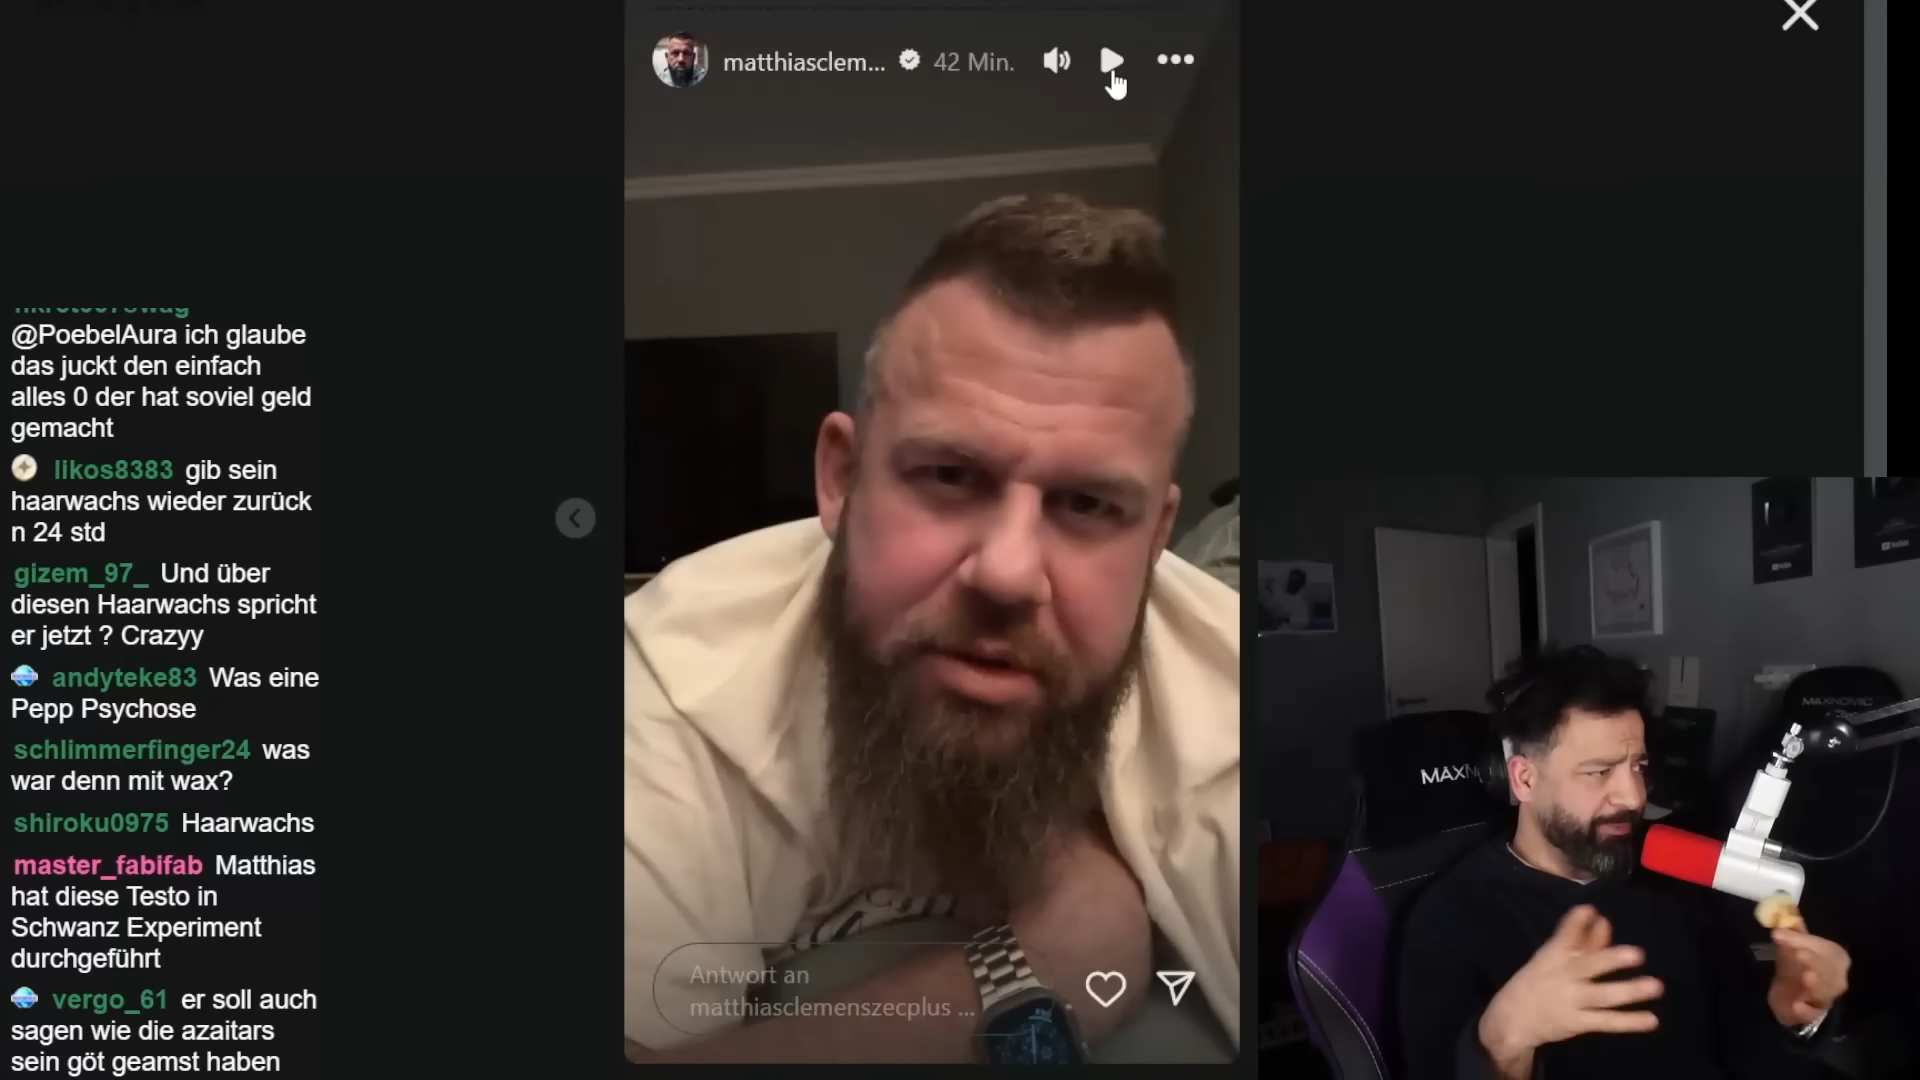 matthiasclem... 42 Min.
@PoebelAura ich glaube
das juckt den einfach
alles 0 der hat soviel geld
gemacht
likos8383 gib sein
haarwachs wieder zurück
n 24 std
gizem_97_ Und über
diesen Haarwachs spricht
er jetzt ? Crazyy
andyteke83 Was eine
Pepp Psychose
schlimmerfinger24 was
war denn mit wax?
shiroku0975 Haarwachs
master_fabifab Matthias
hat diese Testo in
Schwanz Experiment
durchgeführt
vergo_61 er soll auch
sagen wie die azaitars
sein göt geamst haben
Antwort an
matthiasclemenszecplus ...
MAXNOMIC